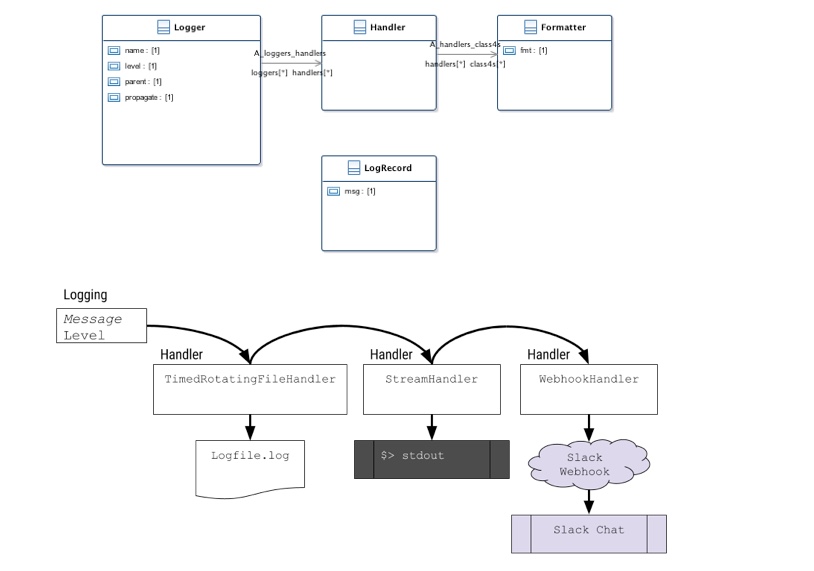 Logger
name : [1]
level : [1]
parent : [1]
propagate : [1]
A_loggers_handlers
loggers[*] handlers[*]
Handler
A_handlers_class4s
handlers[*] class4s[*]
Formatter
fmt : [1]
LogRecord
msg : [1]
Logging
Message
Level
Handler
TimedRotatingFileHandler
Logfile.log
Handler
StreamHandler
$> stdout
Handler
WebhookHandler
Slack
Webhook
Slack Chat